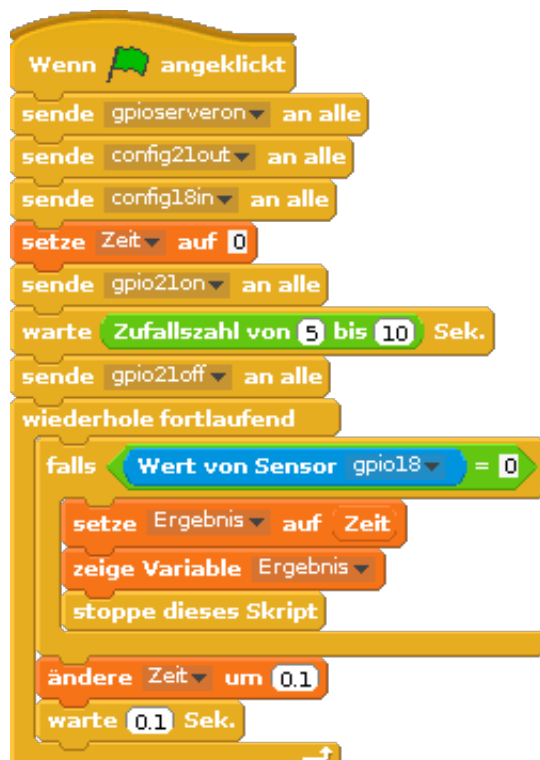 Wenn angeklickt
sende gpioserveron an alle
sende config21out an alle
sende config18in an alle
setze Zeit auf 0
sende gpio21on an alle
warte Zufallszahl von 5 bis 10 Sek.
sende gpio21off an alle
wiederhole fortlaufend
falls Wert von Sensor gpio18 = 0
setze Ergebnis auf Zeit
zeige Variable Ergebnis
stoppe dieses Skript
ändere Zeit um 0.1
warte 0.1 Sek.